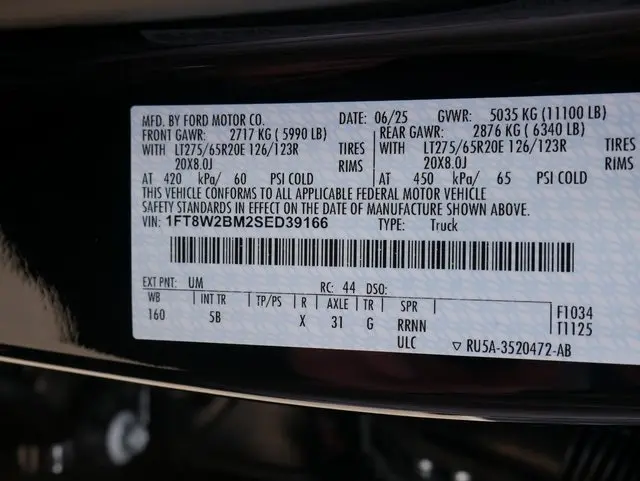 MFD. BY FORD MOTOR CO. DATE: 06/25 GVWR: 5035 KG (11100 LB)
FRONT GAWR: 2717 KG ( 5990 LB) REAR GAWR: 2876 KG ( 6340 LB)
WITH LT275/65R20E 126/123R TIRES WITH LT275/65R20E 126/123R TIRES
20X8.0J RIMS 20X8.0J RIMS
AT 420 kPa/ 60 PSI COLD AT 450 kPa/ 65 PSI COLD
THIS VEHICLE CONFORMS TO ALL APPLICABLE FEDERAL MOTOR VEHICLE
SAFETY STANDARDS IN EFFECT ON THE DATE OF MANUFACTURE SHOWN ABOVE.
VIN: 1FT8W2BM2SED39166 TYPE: Truck
EXT PNT: UM RC: 44 DSO:
WB INT TR TP/PS R AXLE TR SPR F1034
160 5B X 31 G RRNN T1125
ULC ▽ RU5A-3520472-AB